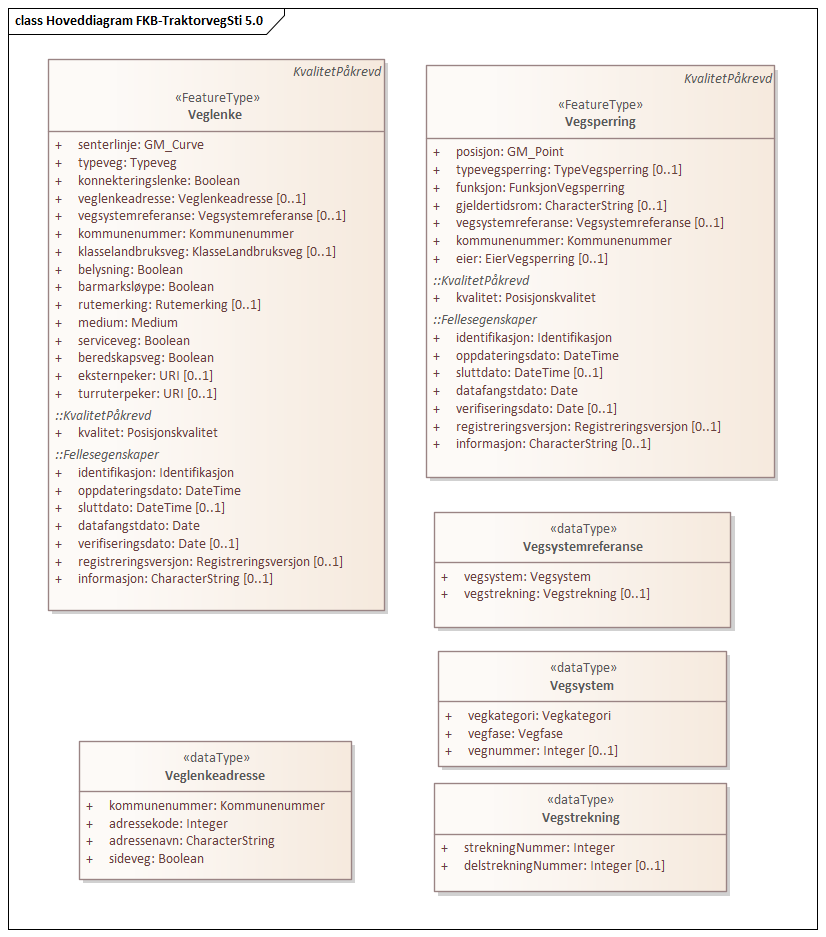 class Hoveddiagram FKB-TraktorvegSti 5.0
KvalitetPåkrevd
«FeatureType»
Veglenke
+ senterlinje: GM_Curve
+ typeveg: Typeveg
+ konnekteringslenke: Boolean
+ veglenkeadresse: Veglenkeadresse [0..1]
+ vegsystemreferanse: Vegsystemreferanse [0..1]
+ kommunenummer: Kommunenummer
+ klasselandbruksveg: KlasseLandbruksveg [0..1]
+ belysning: Boolean
+ barmarksløype: Boolean
+ rutemerking: Rutemerking [0..1]
+ medium: Medium
+ serviceveg: Boolean
+ beredskapsveg: Boolean
+ eksternpeker: URI [0..1]
+ turruterpeker: URI [0..1]
::KvalitetPåkrevd
+ kvalitet: Posisjonskvalitet
::Fellesegenskaper
+ identifikasjon: Identifikasjon
+ oppdateringsdato: DateTime
+ sluttdato: DateTime [0..1]
+ datafangstdato: Date
+ verifiseringsdato: Date [0..1]
+ registreringsversjon: Registreringsversjon [0..1]
+ informasjon: CharacterString [0..1]
KvalitetPåkrevd
«FeatureType»
Vegsperring
+ posisjon: GM_Point
+ typevegsperring: TypeVegsperring [0..1]
+ funksjon: FunksjonVegsperring
+ gjeldertidsrom: CharacterString [0..1]
+ vegsystemreferanse: Vegsystemreferanse [0..1]
+ kommunenummer: Kommunenummer
+ eier: EierVegsperring [0..1]
::KvalitetPåkrevd
+ kvalitet: Posisjonskvalitet
::Fellesegenskaper
+ identifikasjon: Identifikasjon
+ oppdateringsdato: DateTime
+ sluttdato: DateTime [0..1]
+ datafangstdato: Date
+ verifiseringsdato: Date [0..1]
+ registreringsversjon: Registreringsversjon [0..1]
+ informasjon: CharacterString [0..1]
«dataType»
Vegsystemreferanse
+ vegsystem: Vegsystem
+ vegstrekning: Vegstrekning [0..1]
«dataType»
Vegsystem
+ vegkategori: Vegkategori
+ vegfase: Vegfase
+ vegnummer: Integer [0..1]
«dataType»
Veglenkeadresse
+ kommunenummer: Kommunenummer
+ adressekode: Integer
+ adressenavn: CharacterString
+ sideveg: Boolean
«dataType»
Vegstrekning
+ strekningNummer: Integer
+ delstrekningNummer: Integer [0..1]